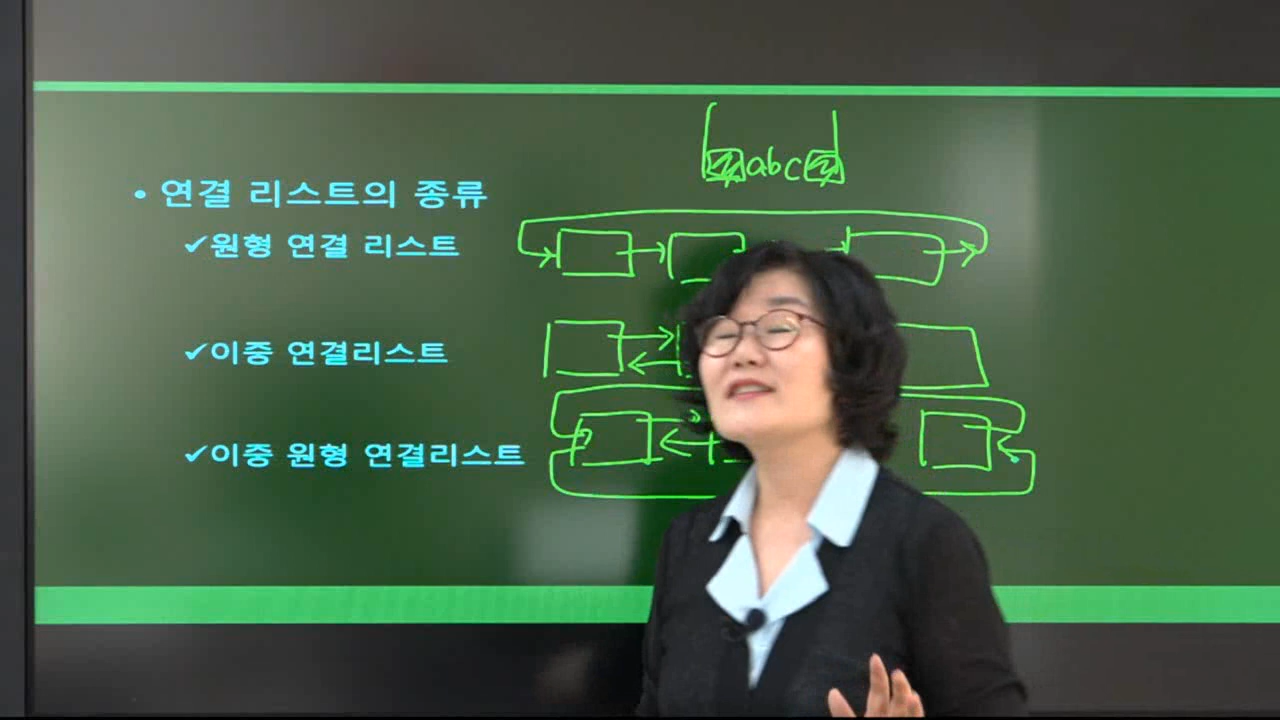 abc
• 연결 리스트의 종류
✓원형 연결 리스트
✓이중 연결리스트
✓이중 원형 연결리스트